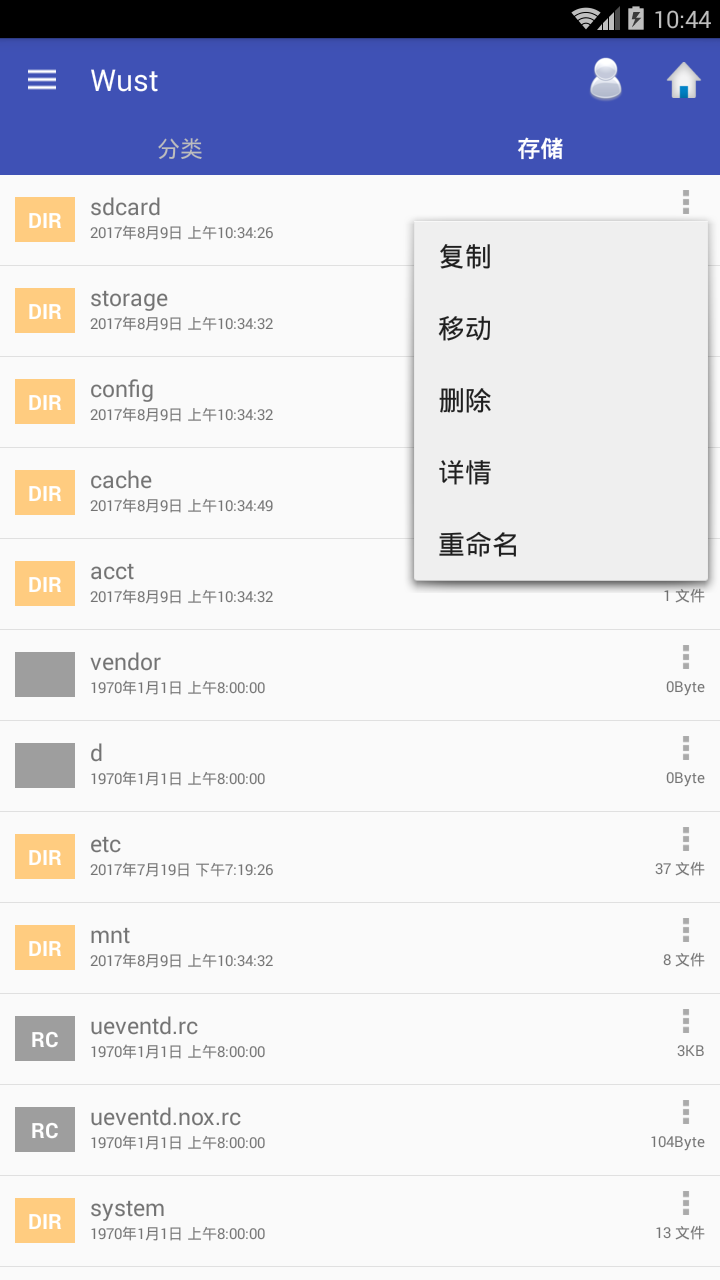 10:44
Wust
分类
存储
DIR
sdcard
2017年8月9日 上午10:34:26
复制
移动
删除
详情
重命名
DIR
storage
2017年8月9日 上午10:34:32
DIR
config
2017年8月9日 上午10:34:32
DIR
cache
2017年8月9日 上午10:34:49
DIR
acct
2017年8月9日 上午10:34:32
1 文件
vendor
1970年1月1日 上午8:00:00
0Byte
d
1970年1月1日 上午8:00:00
0Byte
DIR
etc
2017年7月19日 下午7:19:26
37 文件
DIR
mnt
2017年8月9日 上午10:34:32
8 文件
RC
ueventd.rc
1970年1月1日 上午8:00:00
3KB
RC
ueventd.nox.rc
1970年1月1日 上午8:00:00
104Byte
DIR
system
1970年1月1日 上午8:00:00
13 文件